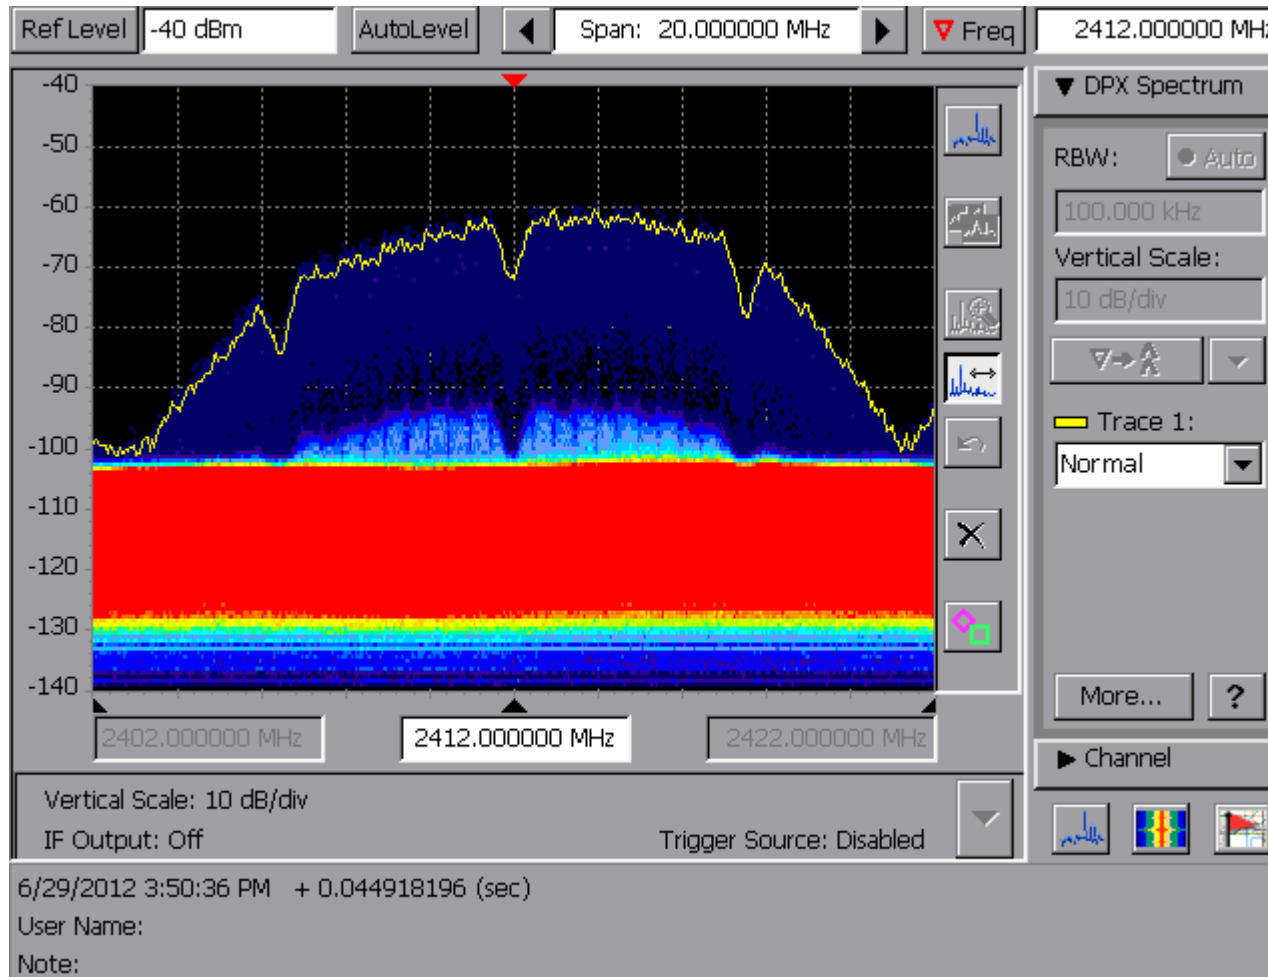 Ref Level -40 dBm AutoLevel Span: 20.000000 MHz Freq 2412.000000 MHz
-40
-50
-60
-70
-80
-90
-100
-110
-120
-130
-140
2402.000000 MHz 2412.000000 MHz 2422.000000 MHz
DPX Spectrum
RBW: Auto
100.000 kHz
Vertical Scale:
10 dB/div
Trace 1:
Normal
More... ?
Channel
Vertical Scale: 10 dB/div
IF Output: Off Trigger Source: Disabled
6/29/2012 3:50:36 PM + 0.044918196 (sec)
User Name:
Note: